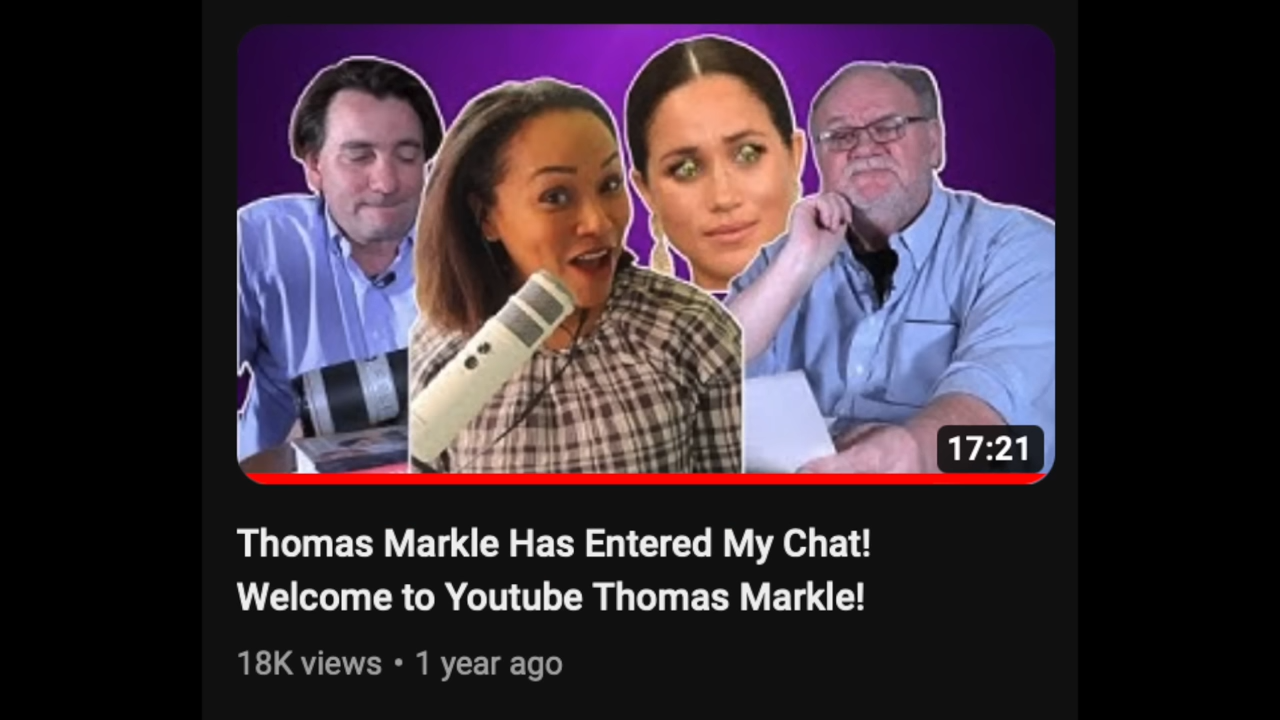 17:21
Thomas Markle Has Entered My Chat!
Welcome to Youtube Thomas Markle!
18K views • 1 year ago